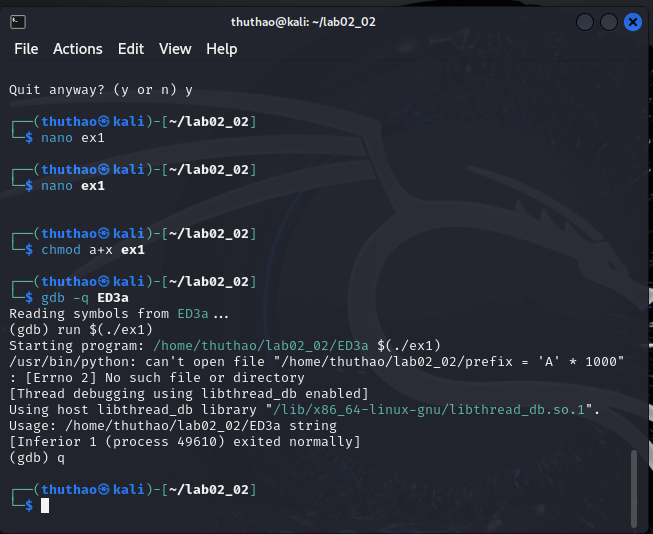 thuthao@kali: ~/lab02_02
File Actions Edit View Help
Quit anyway? (y or n) y
┌──(thuthao㉿kali)-[~/lab02_02]
└─$ nano ex1
┌──(thuthao㉿kali)-[~/lab02_02]
└─$ nano ex1
┌──(thuthao㉿kali)-[~/lab02_02]
└─$ chmod a+x ex1
┌──(thuthao㉿kali)-[~/lab02_02]
└─$ gdb -q ED3a
Reading symbols from ED3a...
(gdb) run $(./ex1)
Starting program: /home/thuthao/lab02_02/ED3a $(./ex1)
/usr/bin/python: can't open file "/home/thuthao/lab02_02/prefix = 'A' * 1000"
: [Errno 2] No such file or directory
[Thread debugging using libthread_db enabled]
Using host libthread_db library "/lib/x86_64-linux-gnu/libthread_db.so.1".
Usage: /home/thuthao/lab02_02/ED3a string
[Inferior 1 (process 49610) exited normally]
(gdb) q
┌──(thuthao㉿kali)-[~/lab02_02]
└─$